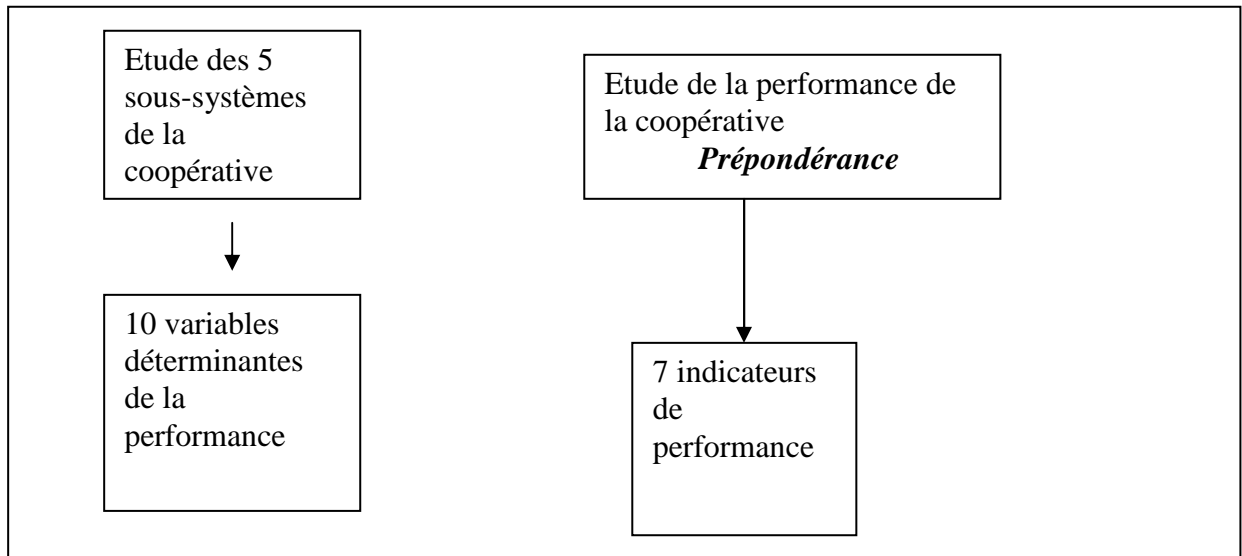 Etude des 5
sous-systèmes
de la
coopérative
Etude de la performance de
la coopérative
Prépondérance
10 variables
déterminantes
de la
performance
7 indicateurs
de
performance